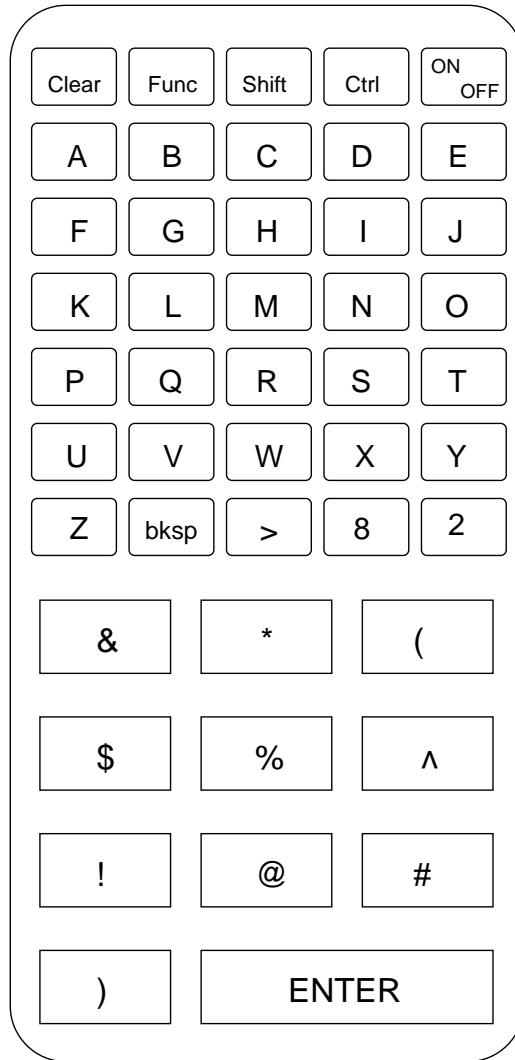 Clear Func Shift Ctrl ON OFF
A B C D E
F G H I J
K L M N O
P Q R S T
U V W X Y
Z bksp > 8 2
& * (
$ % ^
! @ #
) ENTER